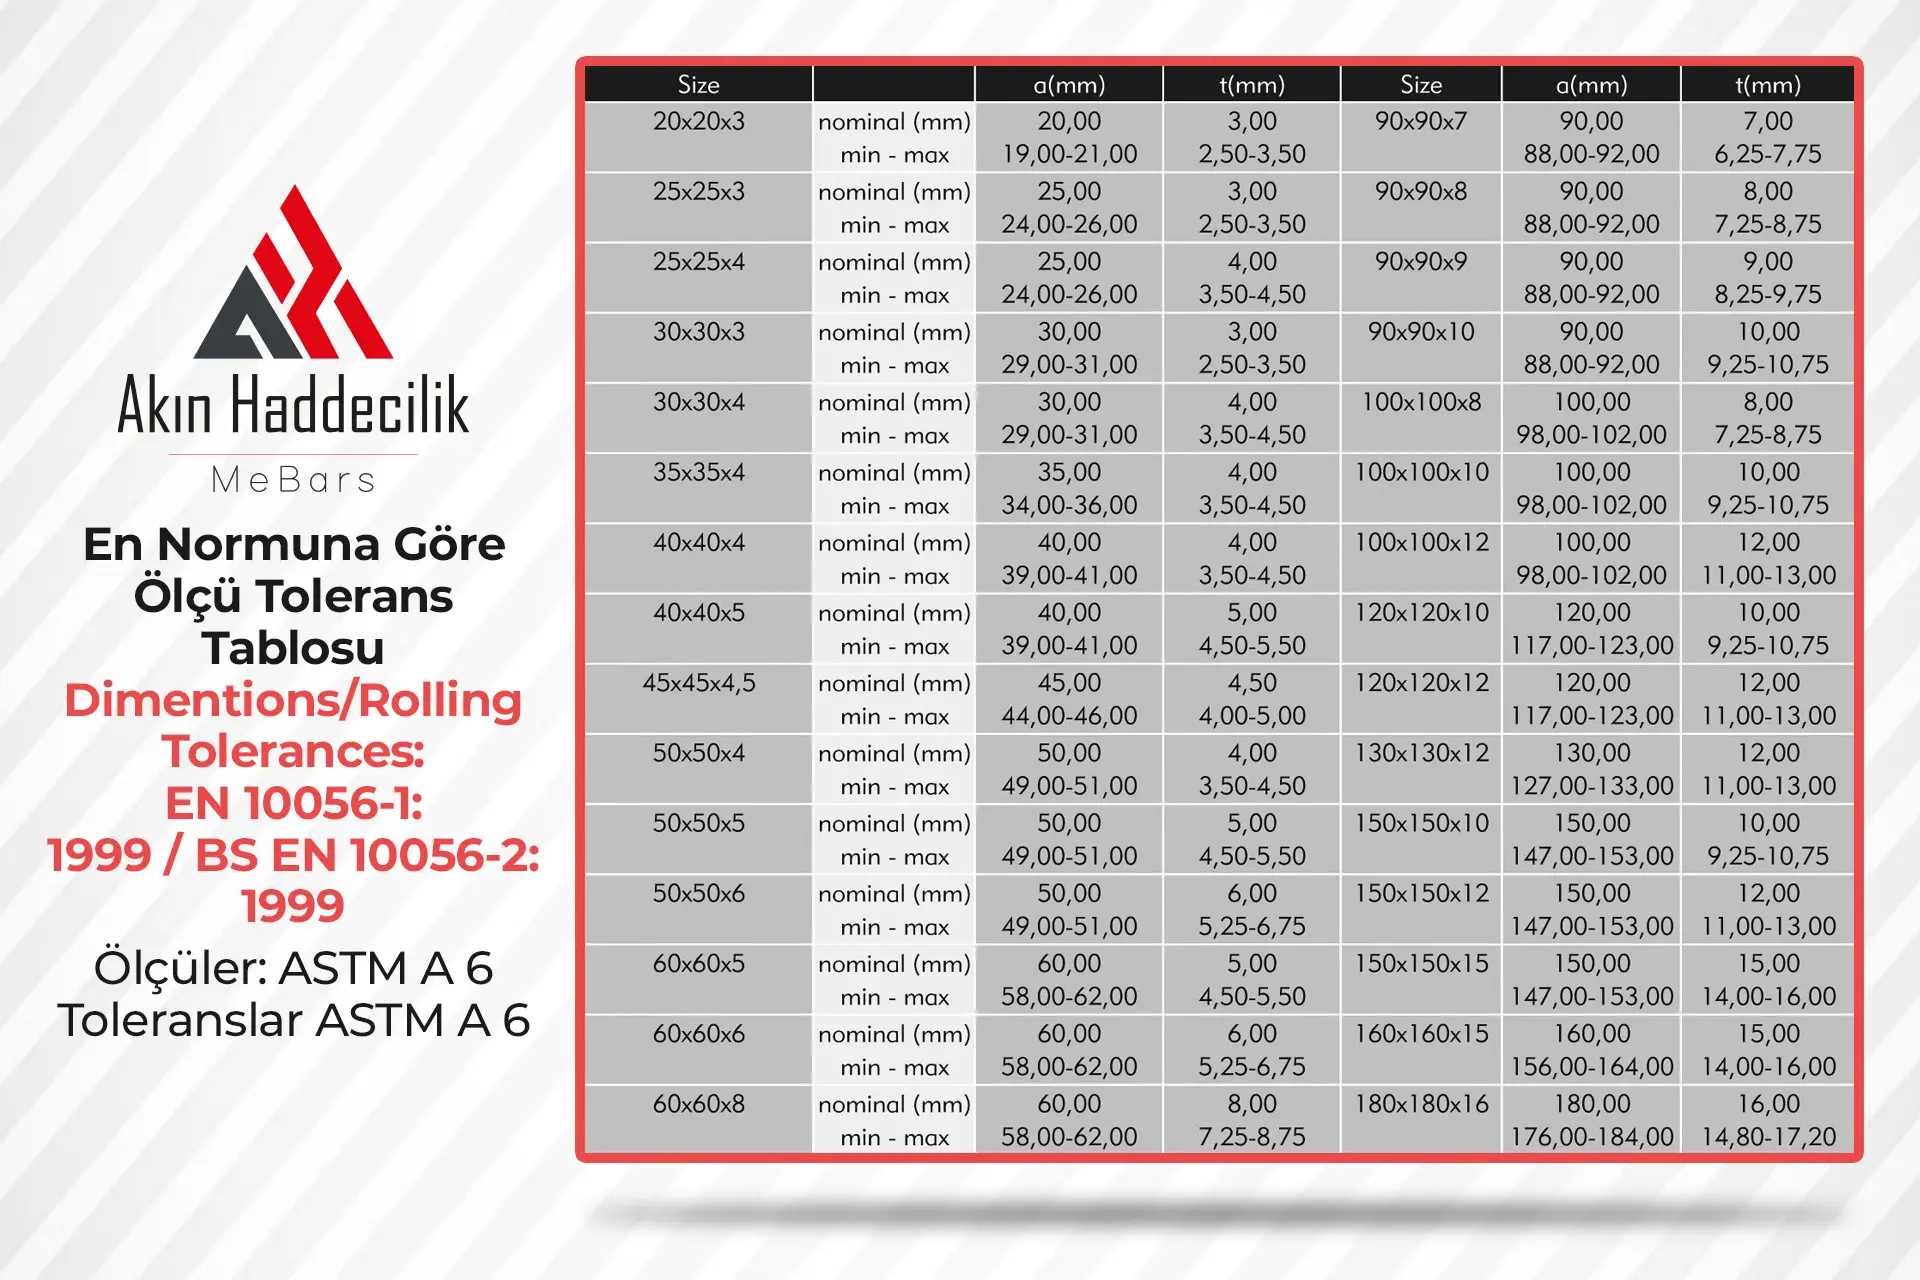 Akın Haddecilik
MeBars
En Normuna Göre
Ölçü Tolerans
Tablosu
Dimentions/Rolling
Tolerances:
EN 10056-1:
1999 / BS EN 10056-2:
1999
Ölçüler: ASTM A 6
Toleranslar ASTM A 6
Size a(mm) t(mm) Size a(mm) t(mm)
20x20x3 nominal (mm) 20,00 3,00 90x90x7 90,00 7,00
min - max 19,00-21,00 2,50-3,50 88,00-92,00 6,25-7,75
25x25x3 nominal (mm) 25,00 3,00 90x90x8 90,00 8,00
min - max 24,00-26,00 2,50-3,50 88,00-92,00 7,25-8,75
25x25x4 nominal (mm) 25,00 4,00 90x90x9 90,00 9,00
min - max 24,00-26,00 3,50-4,50 88,00-92,00 8,25-9,75
30x30x3 nominal (mm) 30,00 3,00 90x90x10 90,00 10,00
min - max 29,00-31,00 2,50-3,50 88,00-92,00 9,25-10,75
30x30x4 nominal (mm) 30,00 4,00 100x100x8 100,00 8,00
min - max 29,00-31,00 3,50-4,50 98,00-102,00 7,25-8,75
35x35x4 nominal (mm) 35,00 4,00 100x100x10 100,00 10,00
min - max 34,00-36,00 3,50-4,50 98,00-102,00 9,25-10,75
40x40x4 nominal (mm) 40,00 4,00 100x100x12 100,00 12,00
min - max 39,00-41,00 3,50-4,50 98,00-102,00 11,00-13,00
40x40x5 nominal (mm) 40,00 5,00 120x120x10 120,00 10,00
min - max 39,00-41,00 4,50-5,50 117,00-123,00 9,25-10,75
45x45x4,5 nominal (mm) 45,00 4,50 120x120x12 120,00 12,00
min - max 44,00-46,00 4,00-5,00 117,00-123,00 11,00-13,00
50x50x4 nominal (mm) 50,00 4,00 130x130x12 130,00 12,00
min - max 49,00-51,00 3,50-4,50 127,00-133,00 11,00-13,00
50x50x5 nominal (mm) 50,00 5,00 150x150x10 150,00 10,00
min - max 49,00-51,00 4,50-5,50 147,00-153,00 9,25-10,75
50x50x6 nominal (mm) 50,00 6,00 150x150x12 150,00 12,00
min - max 49,00-51,00 5,25-6,75 147,00-153,00 11,00-13,00
60x60x5 nominal (mm) 60,00 5,00 150x150x15 150,00 15,00
min - max 58,00-62,00 4,50-5,50 147,00-153,00 14,00-16,00
60x60x6 nominal (mm) 60,00 6,00 160x160x15 160,00 15,00
min - max 58,00-62,00 5,25-6,75 156,00-164,00 14,00-16,00
60x60x8 nominal (mm) 60,00 8,00 180x180x16 180,00 16,00
min - max 58,00-62,00 7,25-8,75 176,00-184,00 14,80-17,20